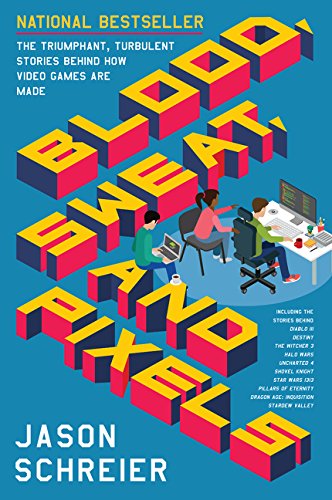 NATIONAL BESTSELLER
THE TRIUMPHANT, TURBULENT
STORIES BEHIND HOW
VIDEO GAMES ARE
MADE
BLOOD,
SWEAT,
AND
PIXELS
INCLUDING THE
STORIES BEHIND
DIABLO III
DESTINY
THE WITCHER 3
HALO WARS
UNCHARTED 4
SHOVEL KNIGHT
STAR WARS 1313
PILLARS OF ETERNITY
DRAGON AGE: INQUISITION
STARDEW VALLEY
JASON
SCHREIER